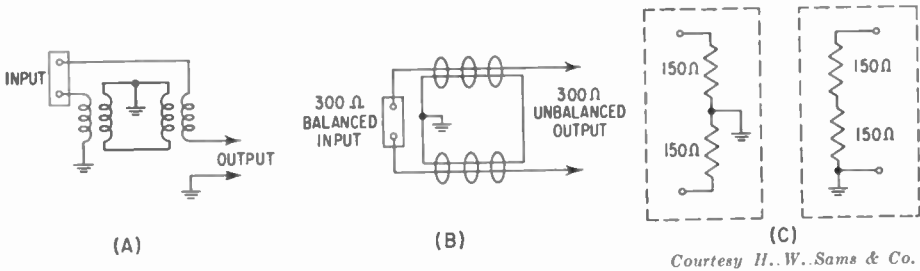 INPUT
OUTPUT
(A)
300 Ω
BALANCED
INPUT
300 Ω
UNBALANCED
OUTPUT
(B)
150Ω
150Ω
150Ω
150Ω
(C)
Courtesy H..W..Sams & Co.